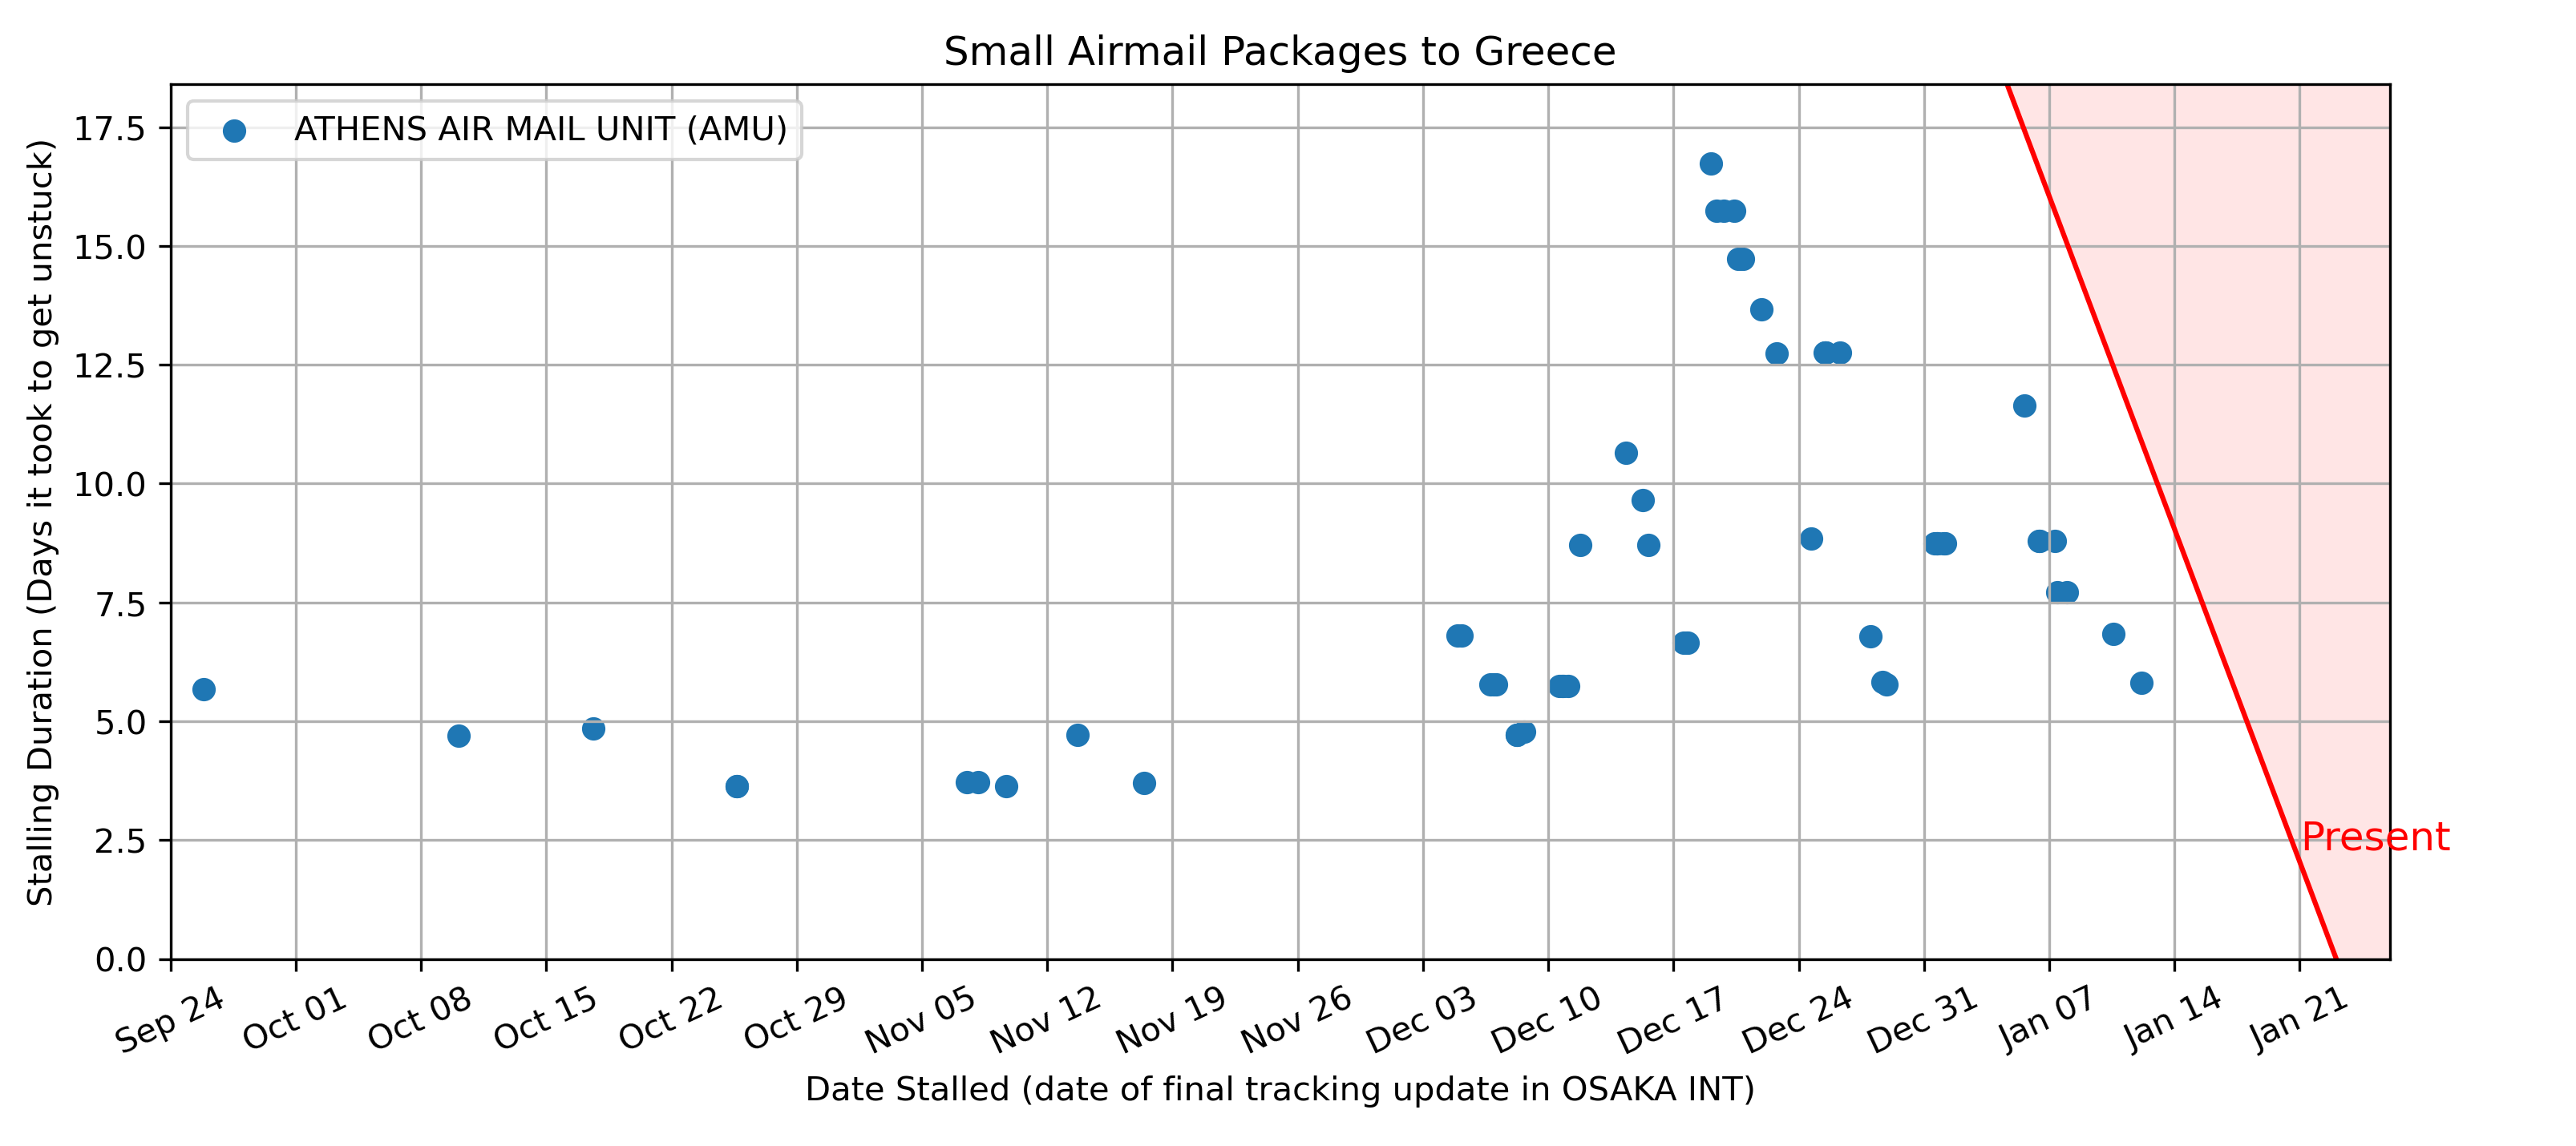 Small Airmail Packages to Greece
ATHENS AIR MAIL UNIT (AMU)
Stalling Duration (Days it took to get unstuck)
17.5
15.0
12.5
10.0
7.5
5.0
2.5
0.0
Present
Sep 24
Oct 01
Oct 08
Oct 15
Oct 22
Oct 29
Nov 05
Nov 12
Nov 19
Nov 26
Dec 03
Dec 10
Dec 17
Dec 24
Dec 31
Jan 07
Jan 14
Jan 21
Date Stalled (date of final tracking update in OSAKA INT)